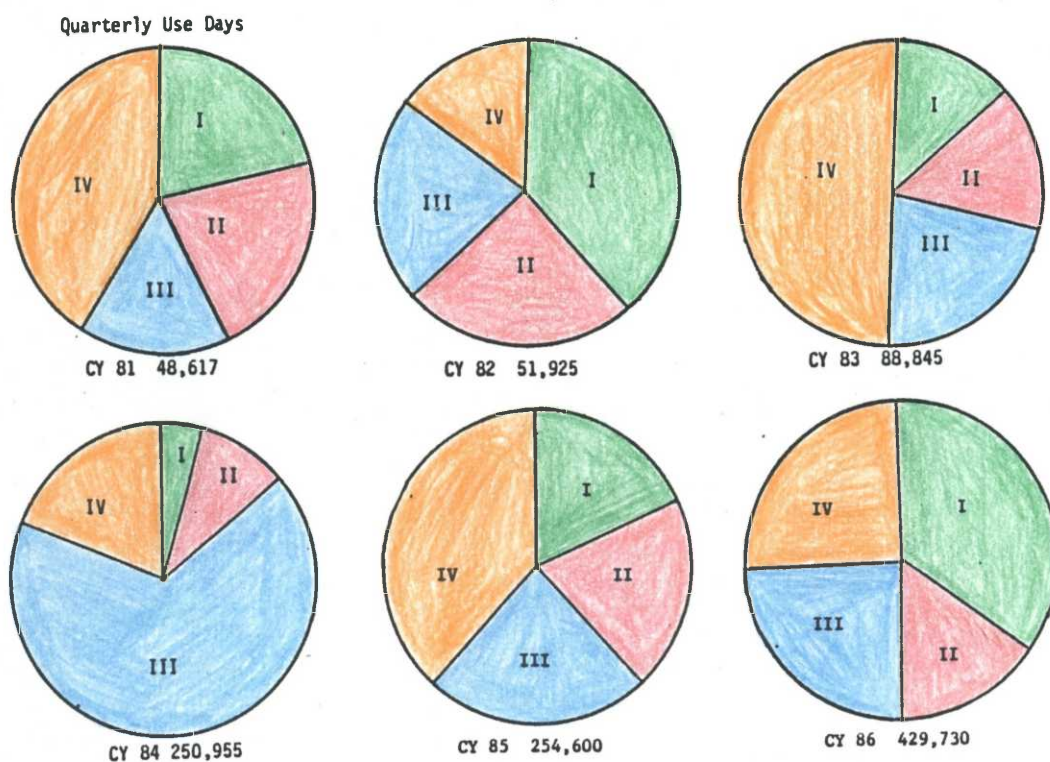 Quarterly Use Days
I
II
III
IV
CY 81 48,617
I
II
III
IV
CY 82 51,925
I
II
III
IV
CY 83 88,845
I
II
III
IV
CY 84 250,955
I
II
III
IV
CY 85 254,600
I
II
III
IV
CY 86 429,730